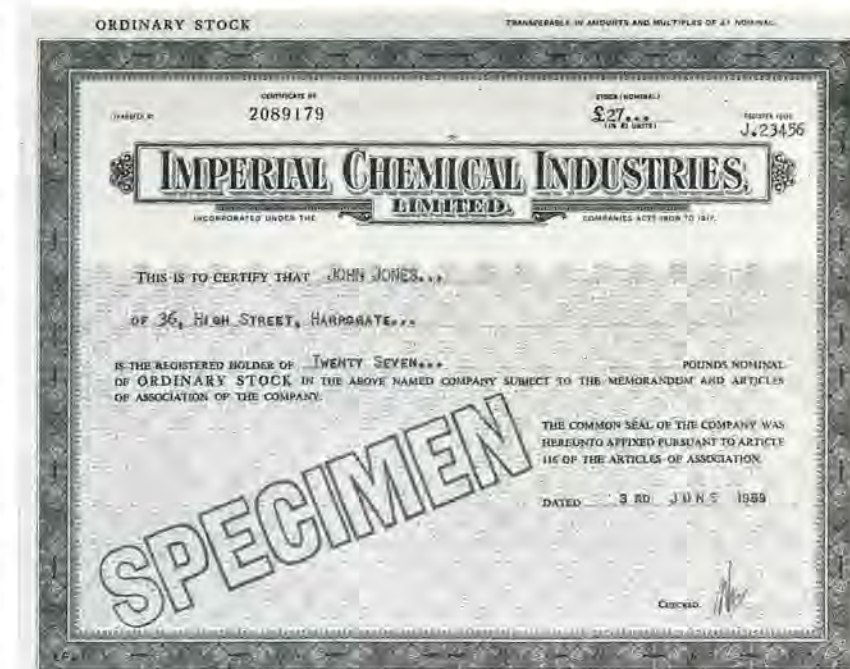 ORDINARY STOCK
TRANSFERABLE IN AMOUNTS AND MULTIPLES OF £1 NOMINAL.
CERTIFICATE Nº
STOCK (NOMINAL)
2089179
£27...
(IN £1 UNITS)
J.23456
IMPERIAL CHEMICAL INDUSTRIES,
LIMITED.
INCORPORATED UNDER THE
COMPANIES ACTS 1908 TO 1917.
THIS IS TO CERTIFY THAT JOHN JONES...
OF 36, HIGH STREET, HARROGATE...
IS THE REGISTERED HOLDER OF TWENTY SEVEN... POUNDS NOMINAL
OF ORDINARY STOCK IN THE ABOVE NAMED COMPANY SUBJECT TO THE MEMORANDUM AND ARTICLES
OF ASSOCIATION OF THE COMPANY.
SPECIMEN
THE COMMON SEAL OF THE COMPANY WAS
HEREUNTO AFFIXED PURSUANT TO ARTICLE
116 OF THE ARTICLES OF ASSOCIATION.
DATED 3 RD JUNE 1969
CHECKED.